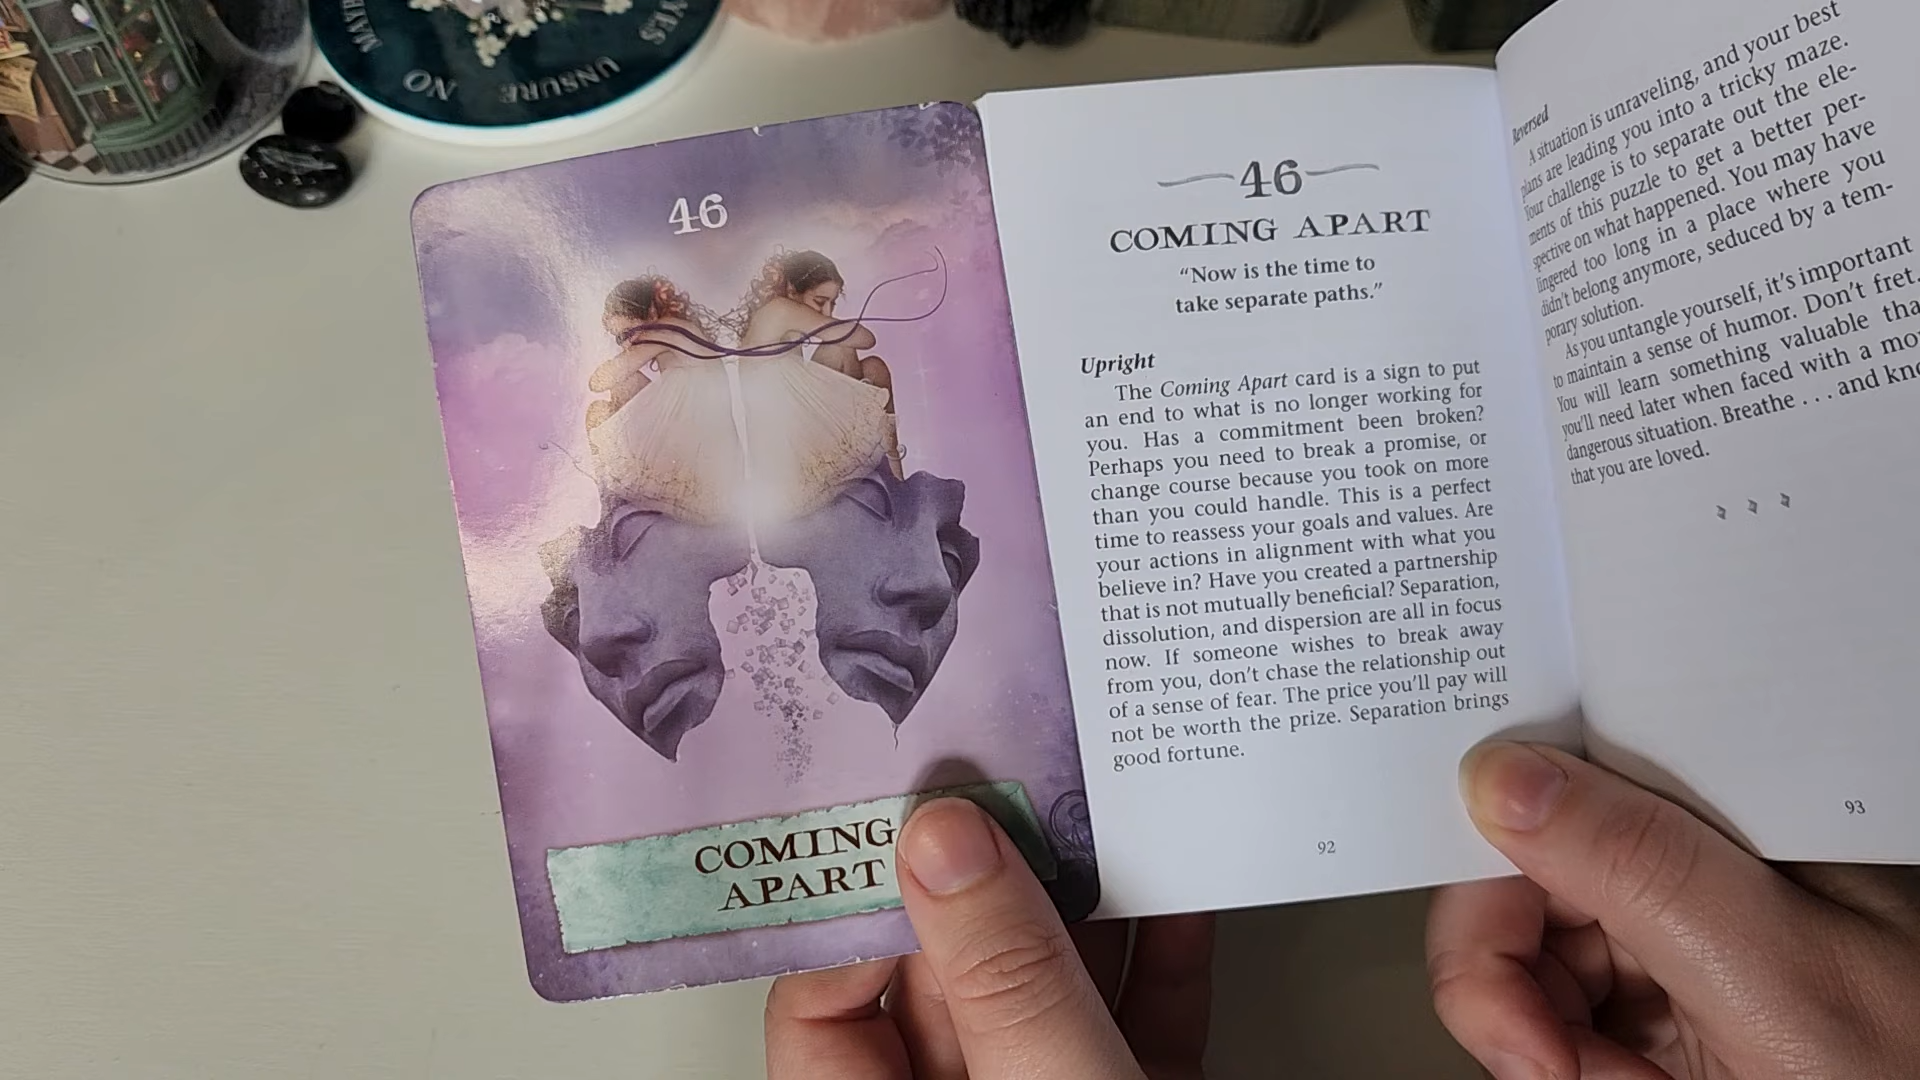 MAYBE
NO
UNSURE
YES
46
COMING
APART
46
COMING APART
“Now is the time to
take separate paths.”
Upright
The Coming Apart card is a sign to put
an end to what is no longer working for
you. Has a commitment been broken?
Perhaps you need to break a promise, or
change course because you took on more
than you could handle. This is a perfect
time to reassess your goals and values. Are
your actions in alignment with what you
believe in? Have you created a partnership
that is not mutually beneficial? Separation,
dissolution, and dispersion are all in focus
now. If someone wishes to break away
from you, don’t chase the relationship out
of a sense of fear. The price you’ll pay will
not be worth the prize. Separation brings
good fortune.
92
Reversed
A situation is unraveling, and your best
plans are leading you into a tricky maze.
Your challenge is to separate out the ele-
ments of this puzzle to get a better per-
spective on what happened. You may have
lingered too long in a place where you
didn’t belong anymore, seduced by a tem-
porary solution.
As you untangle yourself, it’s important
to maintain a sense of humor. Don’t fret.
You will learn something valuable tha
you’ll need later when faced with a mo
dangerous situation. Breathe . . . and kno
that you are loved.
93